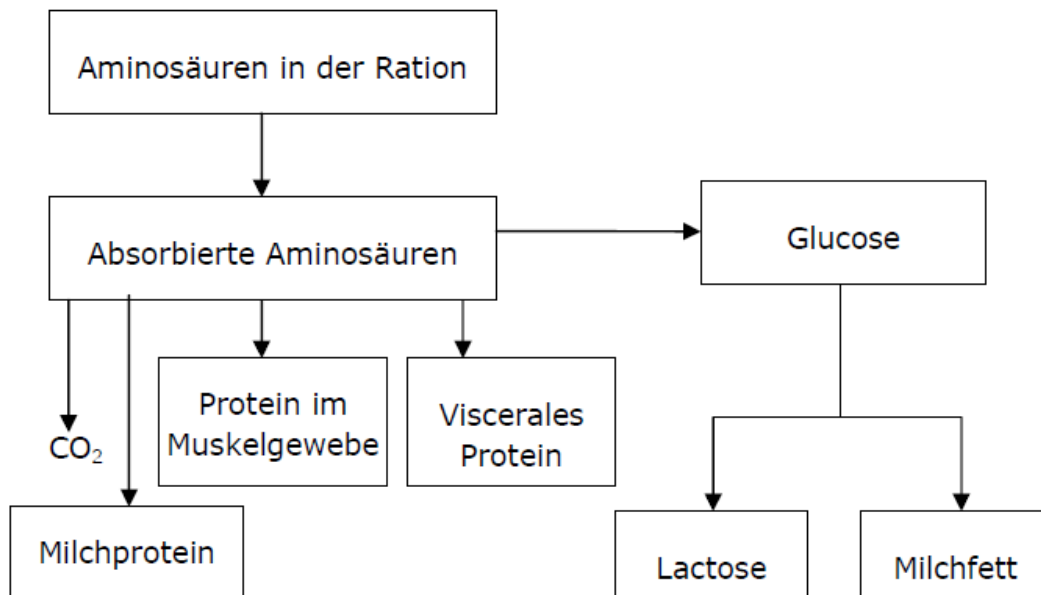 Aminosäuren in der Ration
Absorbierte Aminosäuren
Glucose
Protein im
Muskelgewebe
Viscerales
Protein
CO₂
Milchprotein
Lactose
Milchfett